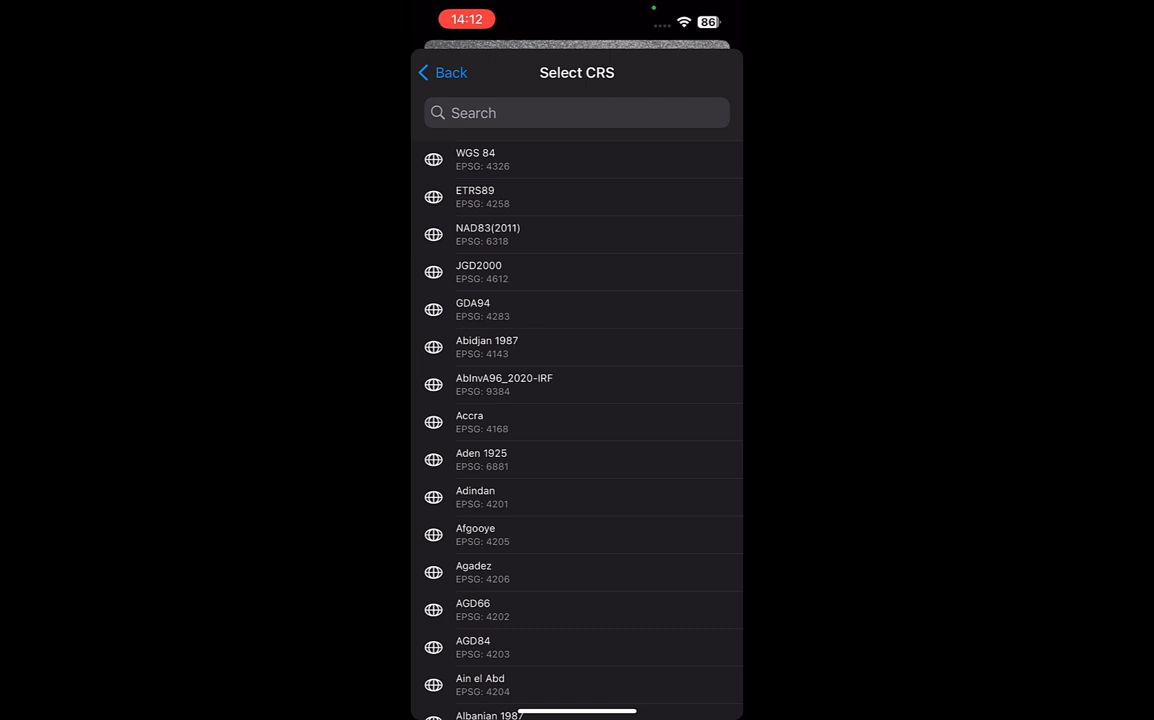 14:12
86
Back
Select CRS
Search
WGS 84
EPSG: 4326
ETRS89
EPSG: 4258
NAD83(2011)
EPSG: 6318
JGD2000
EPSG: 4612
GDA94
EPSG: 4283
Abidjan 1987
EPSG: 4143
AbInvA96_2020-IRF
EPSG: 9384
Accra
EPSG: 4168
Aden 1925
EPSG: 6881
Adindan
EPSG: 4201
Afgooye
EPSG: 4205
Agadez
EPSG: 4206
AGD66
EPSG: 4202
AGD84
EPSG: 4203
Ain el Abd
EPSG: 4204
Albanian 1987